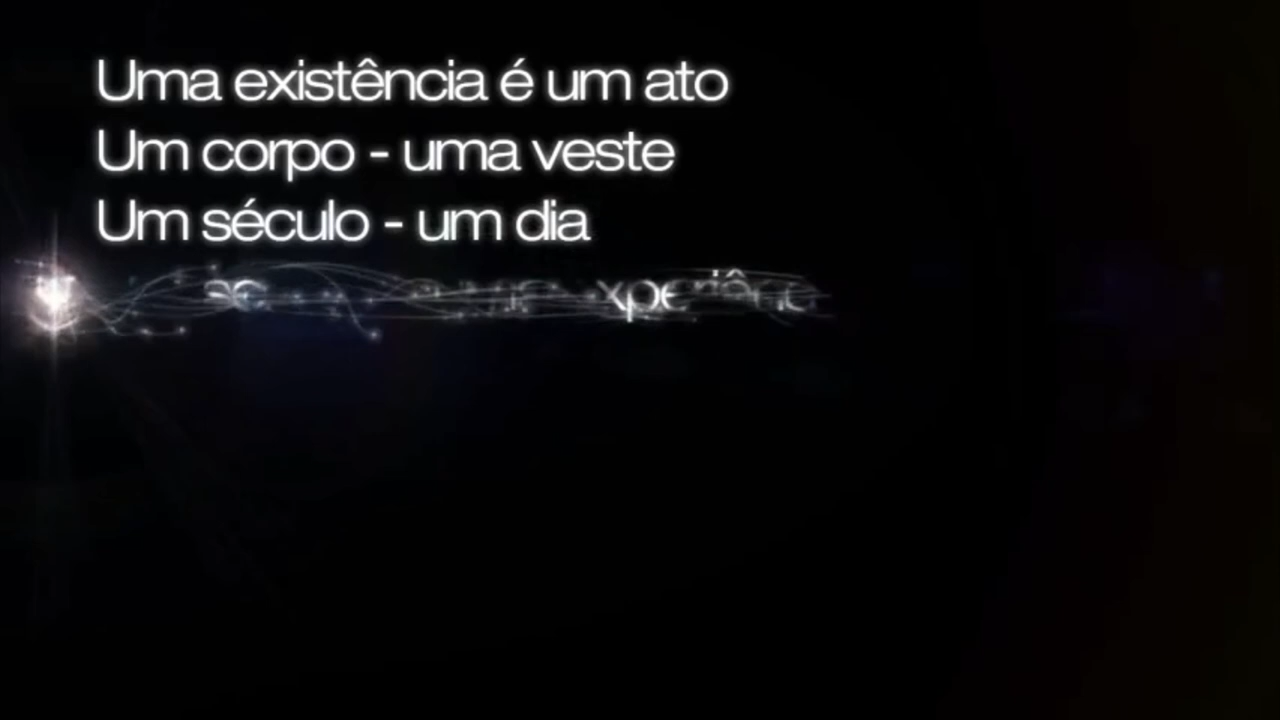 Uma existência é um ato
Um corpo - uma veste
Um século - um dia